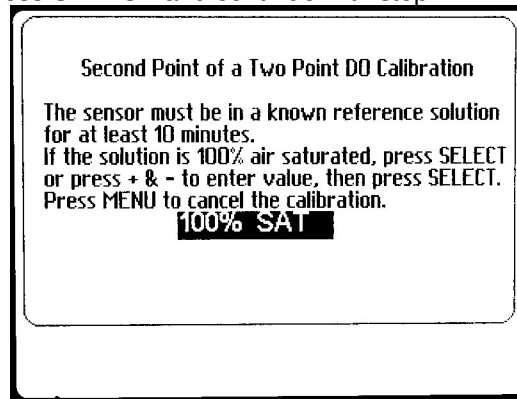 Second Point of a Two Point DO Calibration
The sensor must be in a known reference solution
for at least 10 minutes.
If the solution is 100% air saturated, press SELECT
or press + & - to enter value, then press SELECT.
Press MENU to cancel the calibration.
100% SAT